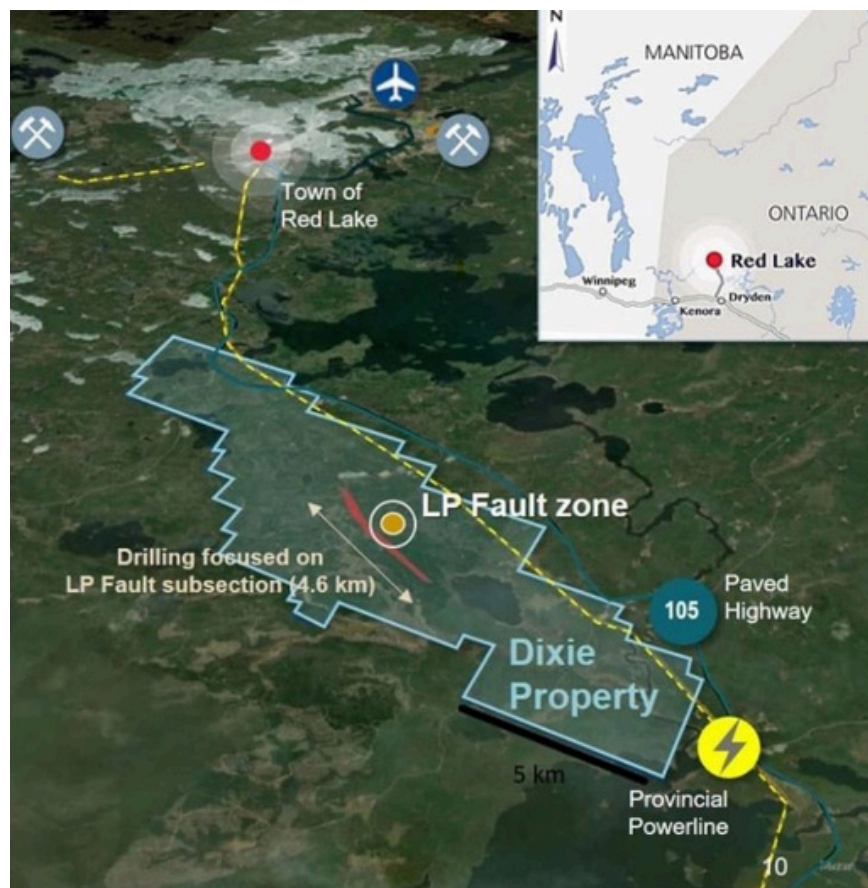 N
MANITOBA
ONTARIO
Red Lake
Winnipeg
Kenora
Dryden
Town of
Red Lake
LP Fault zone
Drilling focused on
LP Fault subsection (4.6 km)
105
Paved
Highway
Dixie
Property
5 km
Provincial
Powerline
10